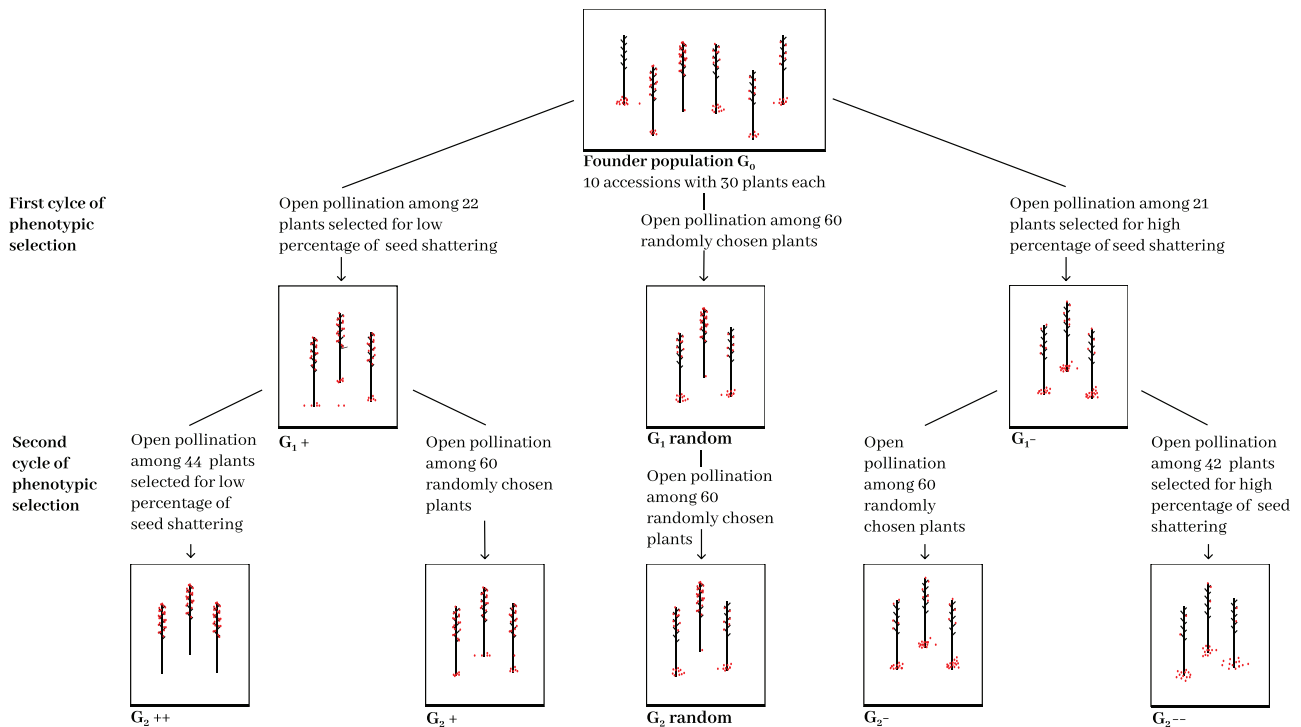 Founder population G₀
10 accessions with 30 plants each
First cylce of
phenotypic
selection
Open pollination among 22
plants selected for low
percentage of seed shattering
Open pollination among 60
randomly chosen plants
Open pollination among 21
plants selected for high
percentage of seed shattering
G₁ +
G₁ random
G₁-
Second
cycle of
phenotypic
selection
Open pollination
among 44 plants
selected for low
percentage of
seed shattering
Open pollination
among 60
randomly chosen
plants
Open pollination
among 60
randomly chosen
plants
Open
pollination
among 60
randomly
chosen plants
Open pollination
among 42 plants
selected for high
percentage of seed
shattering
G₂ ++
G₂ +
G₂ random
G₂-
G₂--